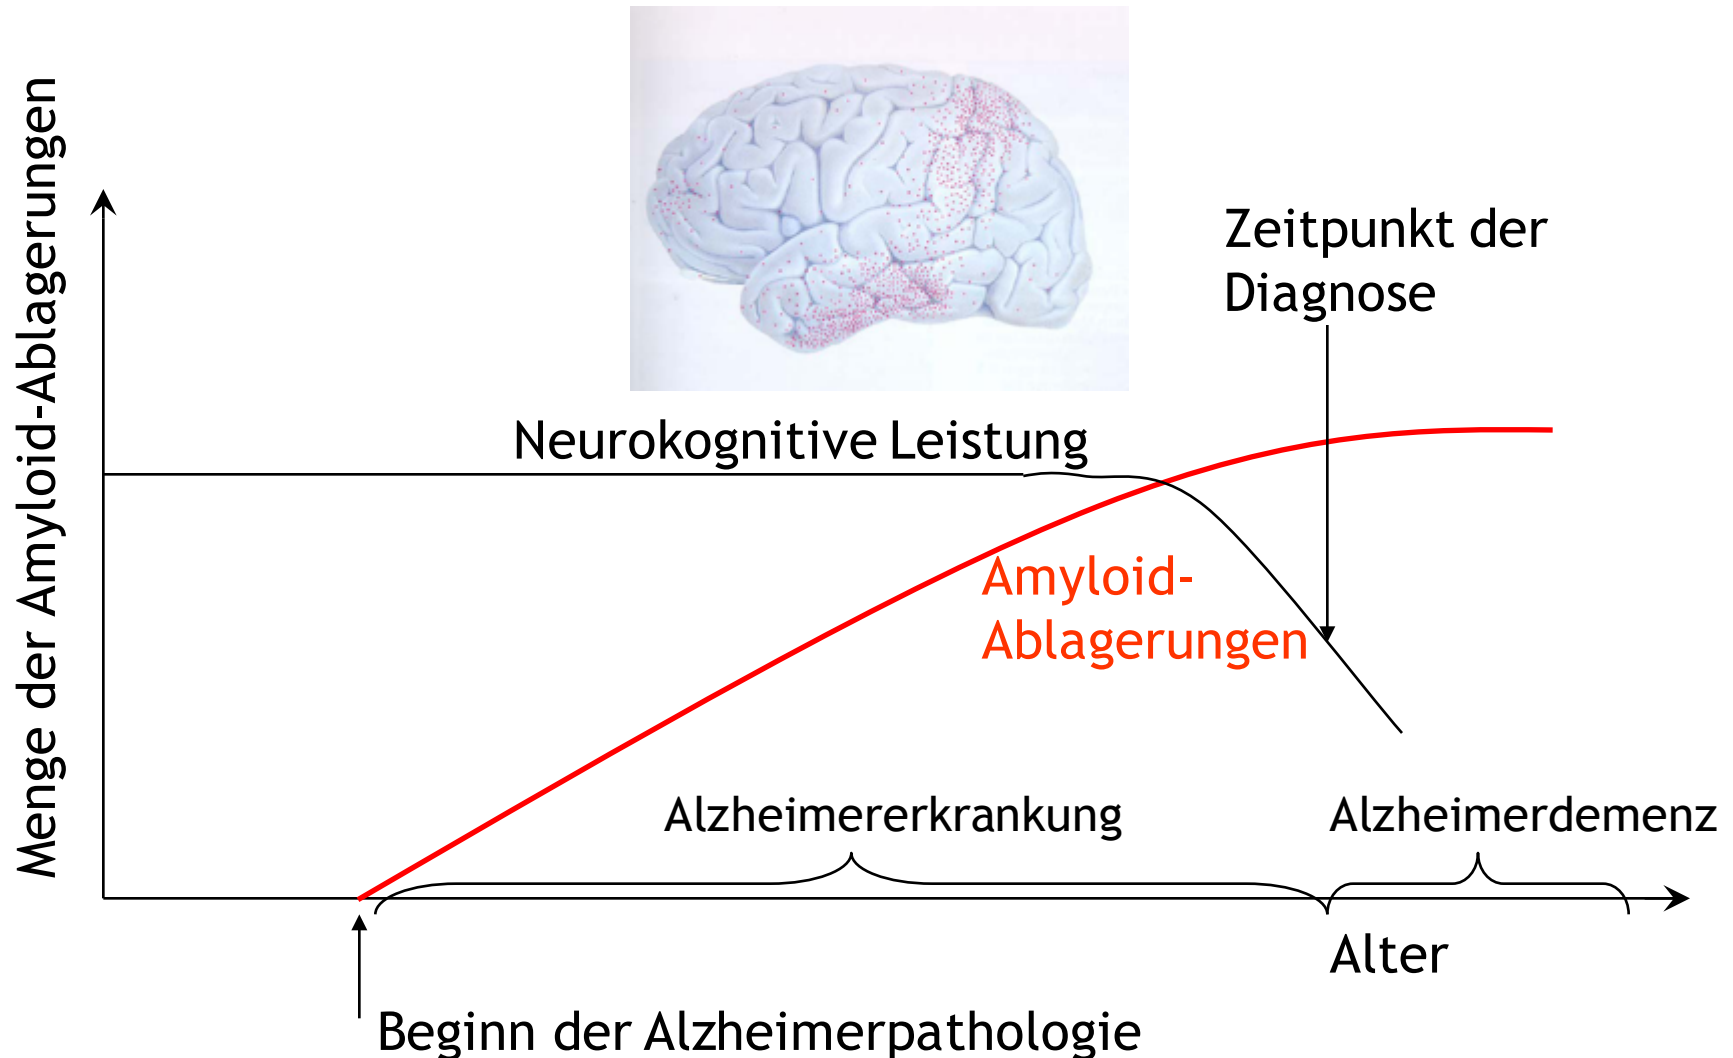 Menge der Amyloid-Ablagerungen
Zeitpunkt der
Diagnose
Neurokognitive Leistung
Amyloid-
Ablagerungen
Alzheimererkrankung
Alzheimerdemenz
Alter
Beginn der Alzheimerpathologie